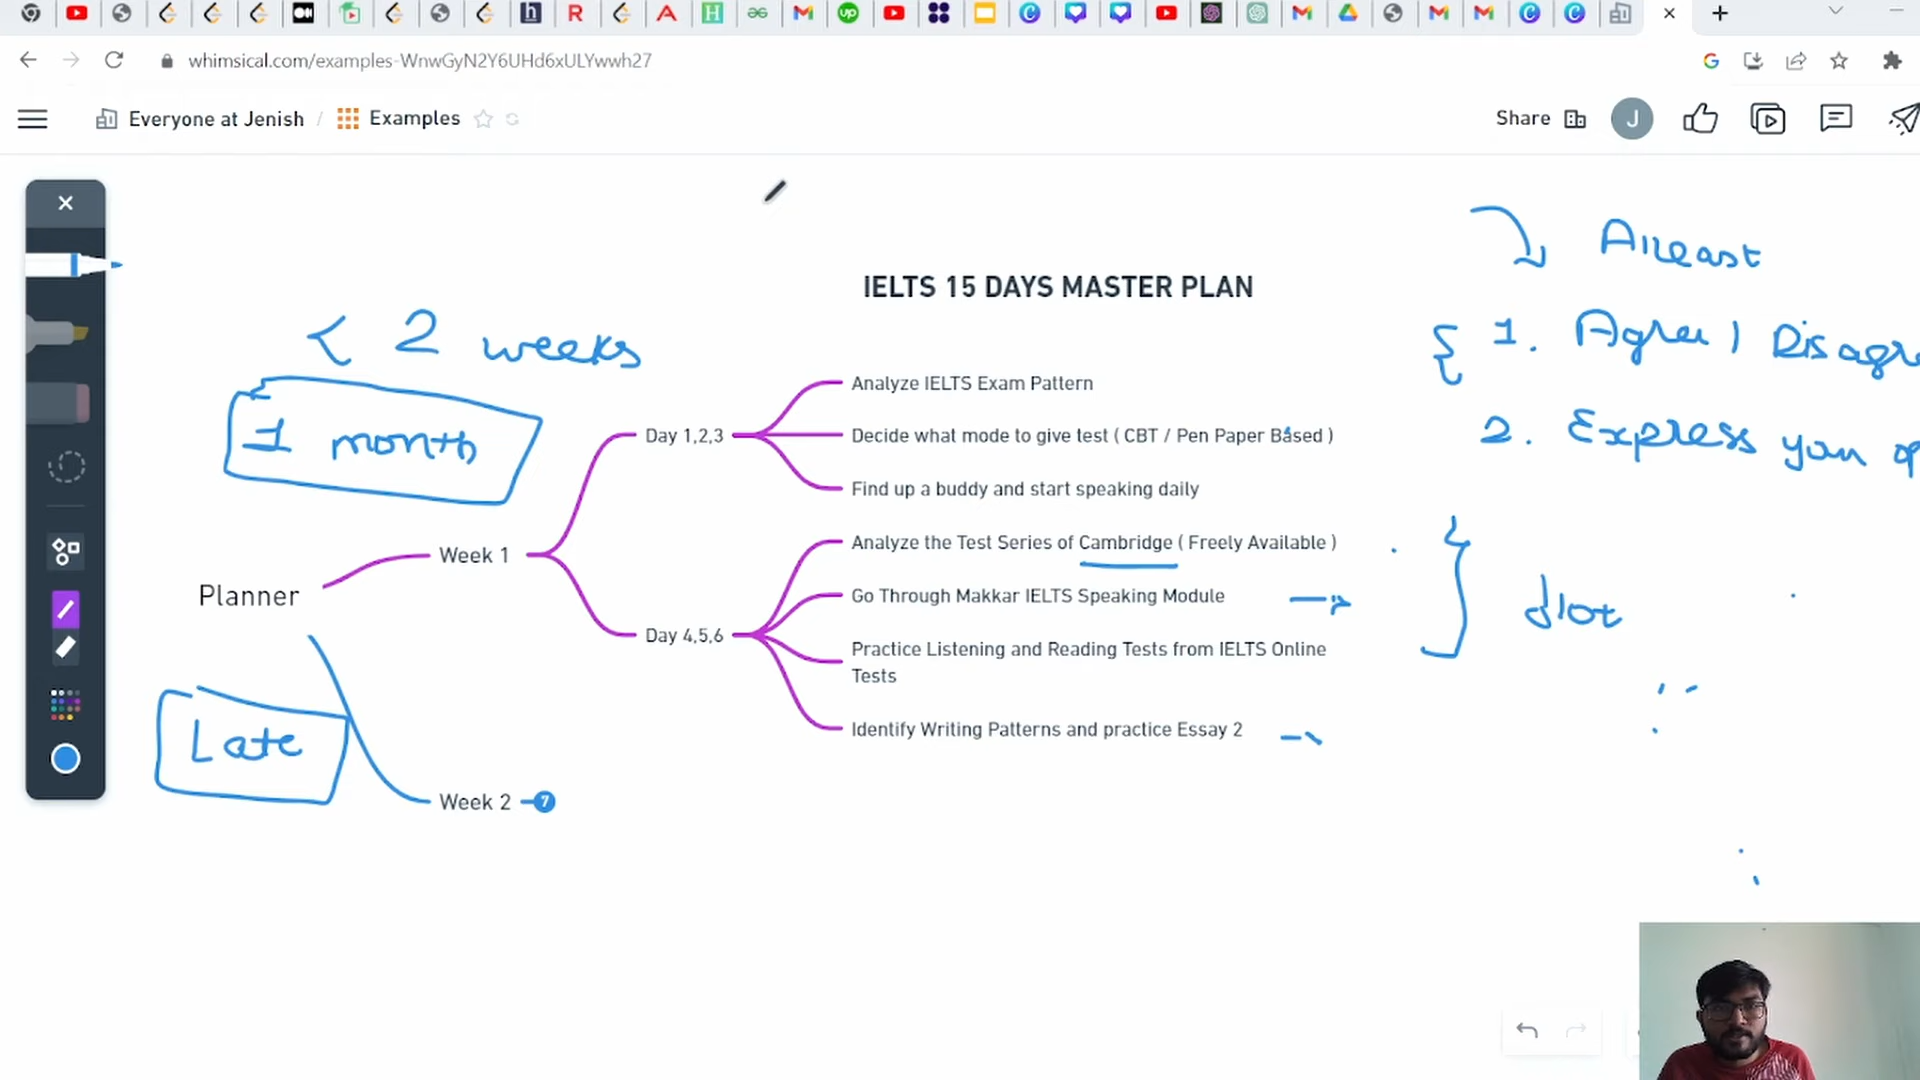 whimsical.com/examples-WnwGyN2Y6UHd6xULYwwh27
Everyone at Jenish / Examples
Share
J
IELTS 15 DAYS MASTER PLAN
< 2 weeks
1 month
Planner
Week 1
Day 1,2,3
Analyze IELTS Exam Pattern
Decide what mode to give test ( CBT / Pen Paper Based )
Find up a buddy and start speaking daily
Day 4,5,6
Analyze the Test Series of Cambridge ( Freely Available )
Go Through Makkar IELTS Speaking Module
Practice Listening and Reading Tests from IELTS Online
Tests
Identify Writing Patterns and practice Essay 2
Late
Week 2
7
1. Agree / Disagre
2. Express your op